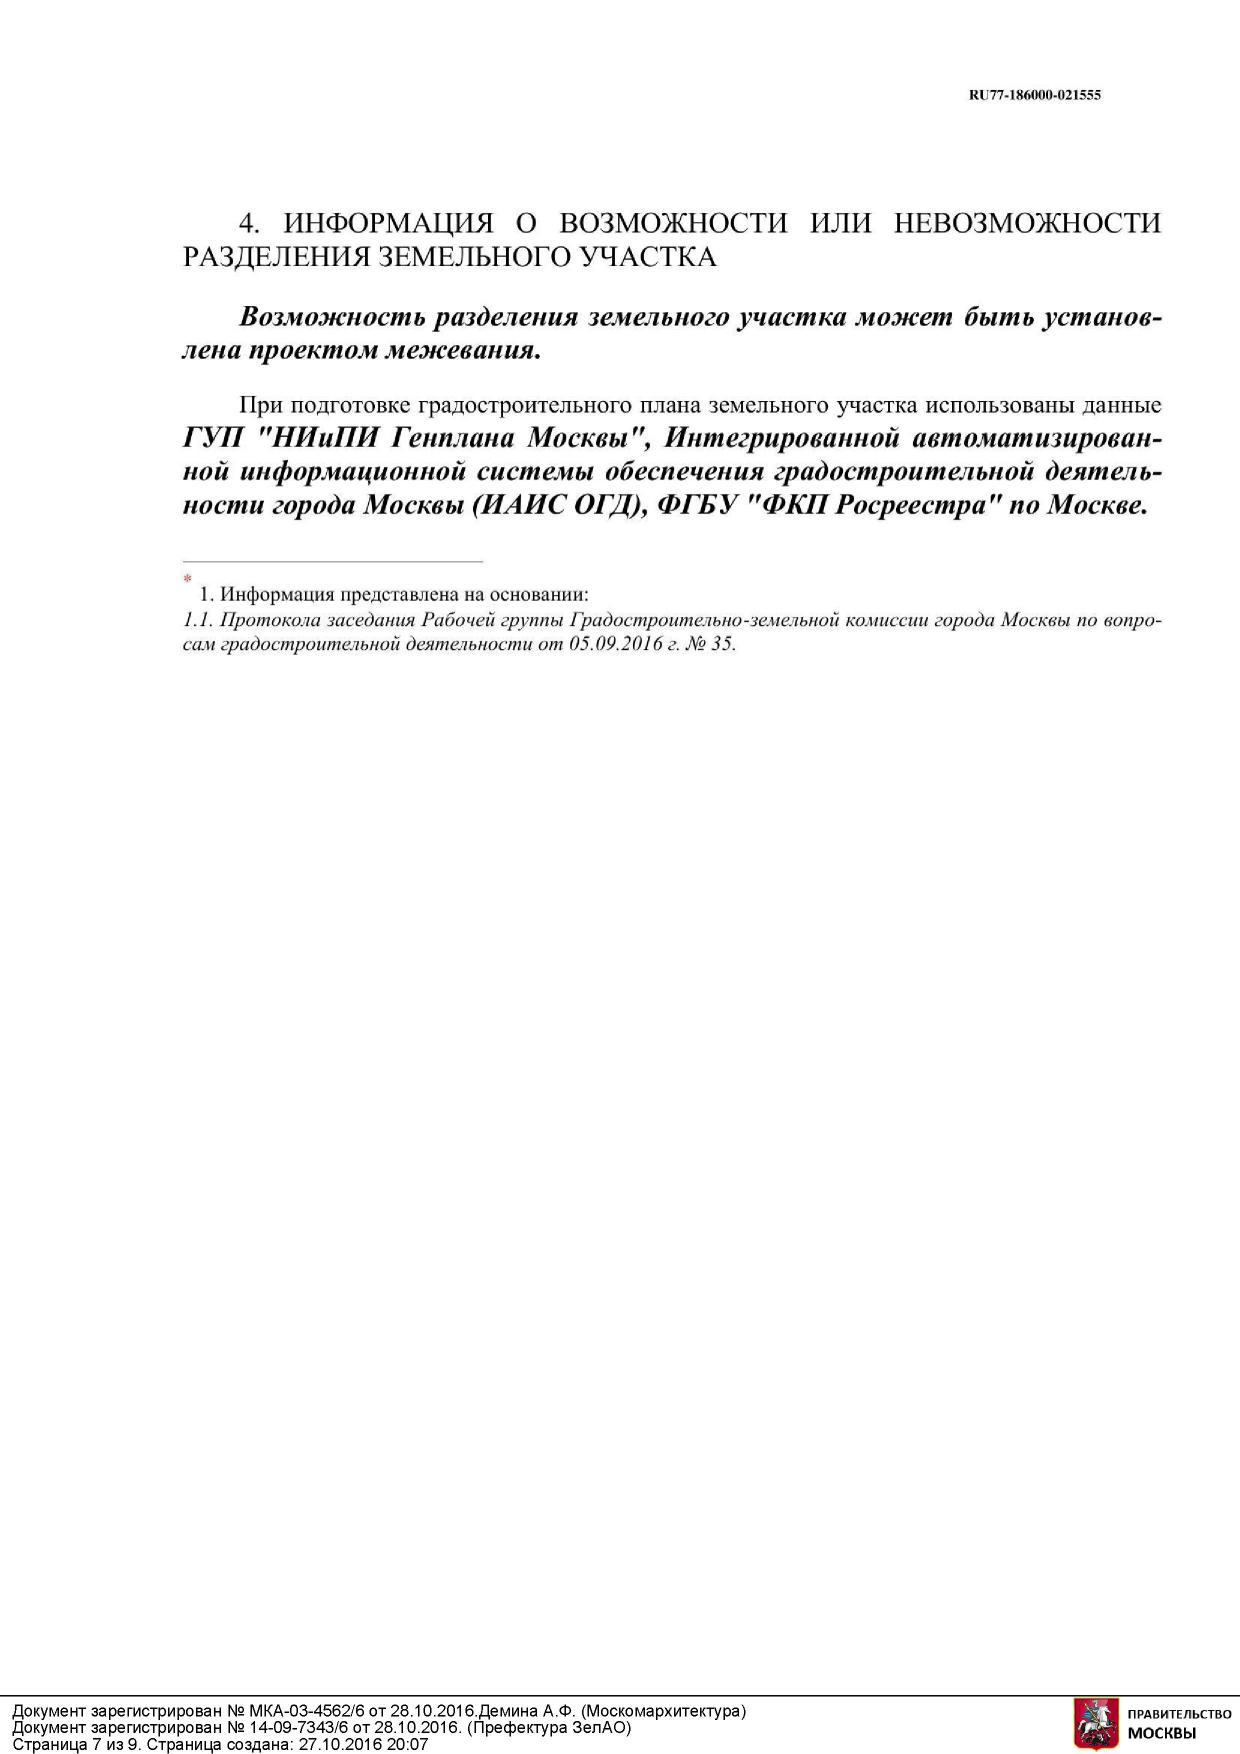 RU77-186000-021555
4. ИНФОРМАЦИЯ О ВОЗМОЖНОСТИ ИЛИ НЕВОЗМОЖНОСТИ
РАЗДЕЛЕНИЯ ЗЕМЕЛЬНОГО УЧАСТКА
Возможность разделения земельного участка может быть установ-
лена проектом межевания.
При подготовке градостроительного плана земельного участка использованы данные
ГУП "НИиПИ Генплана Москвы", Интегрированной автоматизирован-
ной информационной системы обеспечения градостроительной деятель-
ности города Москвы (ИАИС ОГД), ФГБУ "ФКП Росреестра" по Москве.
*
1. Информация представлена на основании:
1.1. Протокола заседания Рабочей группы Градостроительно-земельной комиссии города Москвы по вопро-
сам градостроительной деятельности от 05.09.2016 г. № 35.
Документ зарегистрирован № МКА-03-4562/6 от 28.10.2016.Демина А.Ф. (Москомархитектура)
Документ зарегистрирован № 14-09-7343/6 от 28.10.2016. (Префектура ЗелАО)
Страница 7 из 9. Страница создана: 27.10.2016 20:07
ПРАВИТЕЛЬСТВО
МОСКВЫ